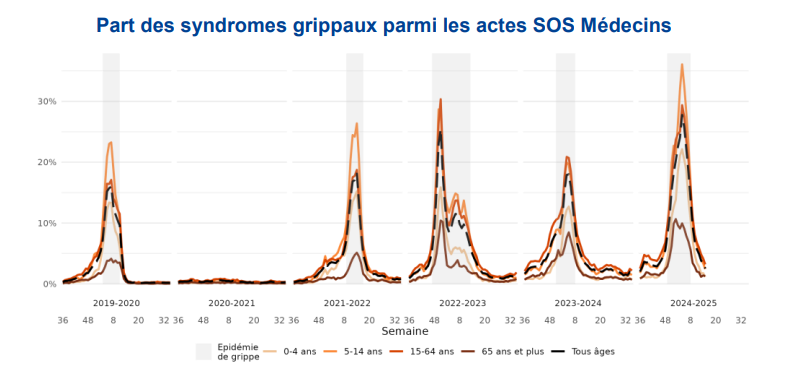 Part des syndromes grippaux parmi les actes SOS Médecins
30%
20%
10%
0%
2019-2020 2020-2021 2021-2022 2022-2023 2023-2024 2024-2025
36 48 8 20 32 36 48 8 20 32 36 48 8 20 32 36 48 8 20 32 36 48 8 20 32 36 48 8 20 32
Semaine
Epidémie
de grippe 0-4 ans 5-14 ans 15-64 ans 65 ans et plus Tous âges